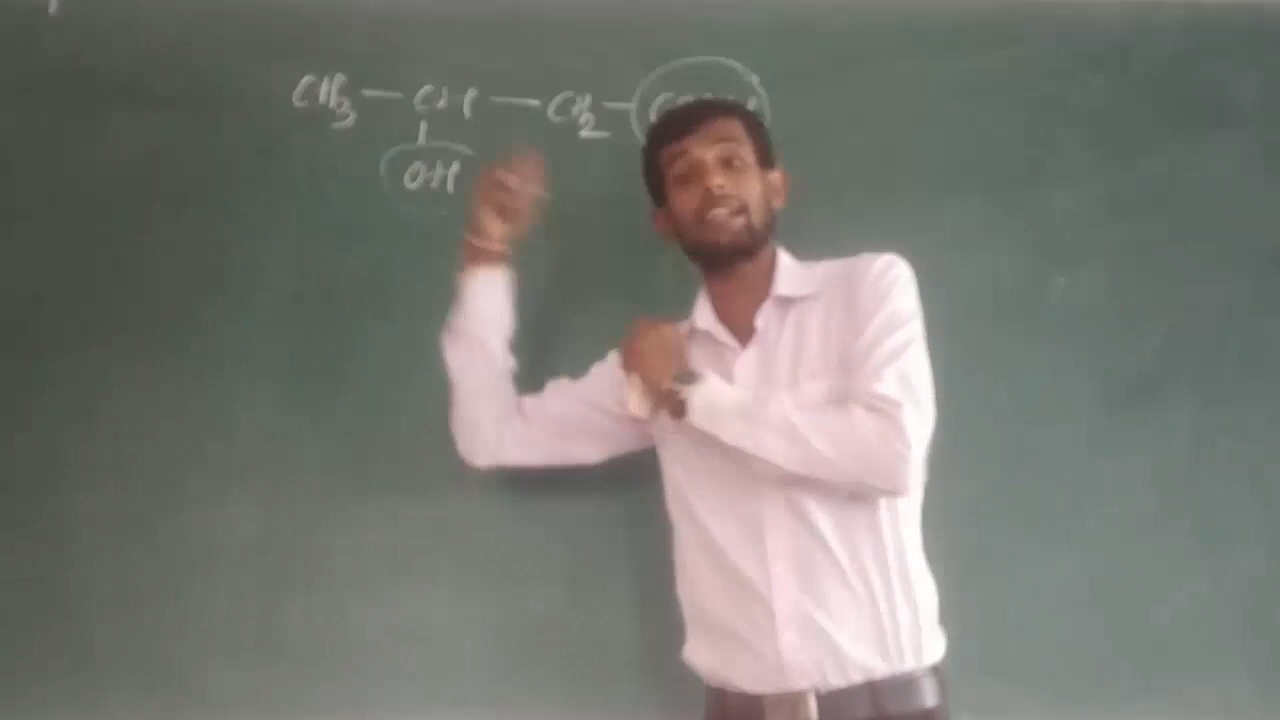 CH3 — CH — CH2 —
OH